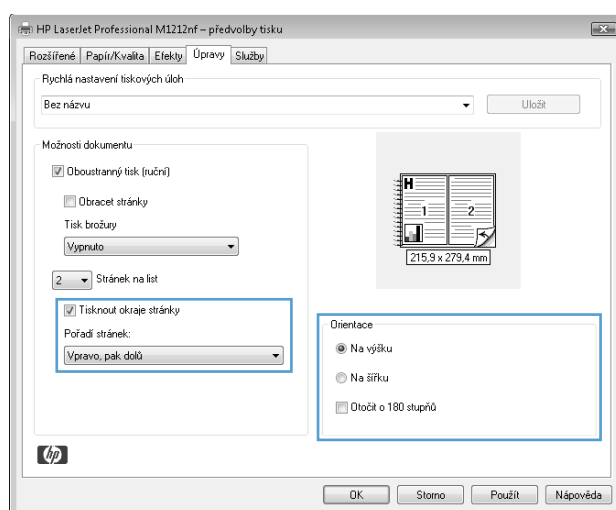 HP LaserJet Professional M1212nf – předvolby tisku
Rozšířené Papír/Kvalita Efekty Úpravy Služby
Rychlá nastavení tiskových úloh
Bez názvu Uložit
Možnosti dokumentu
Oboustranný tisk (ruční)
Obracet stránky
Tisk brožury
Vypnuto
2 Stránek na list
Tisknout okraje stránky
Pořadí stránek:
Vpravo, pak dolů
H
1 2
215,9 x 279,4 mm
Orientace
Na výšku
Na šířku
Otočit o 180 stupňů
hp
OK Storno Použít Nápověda